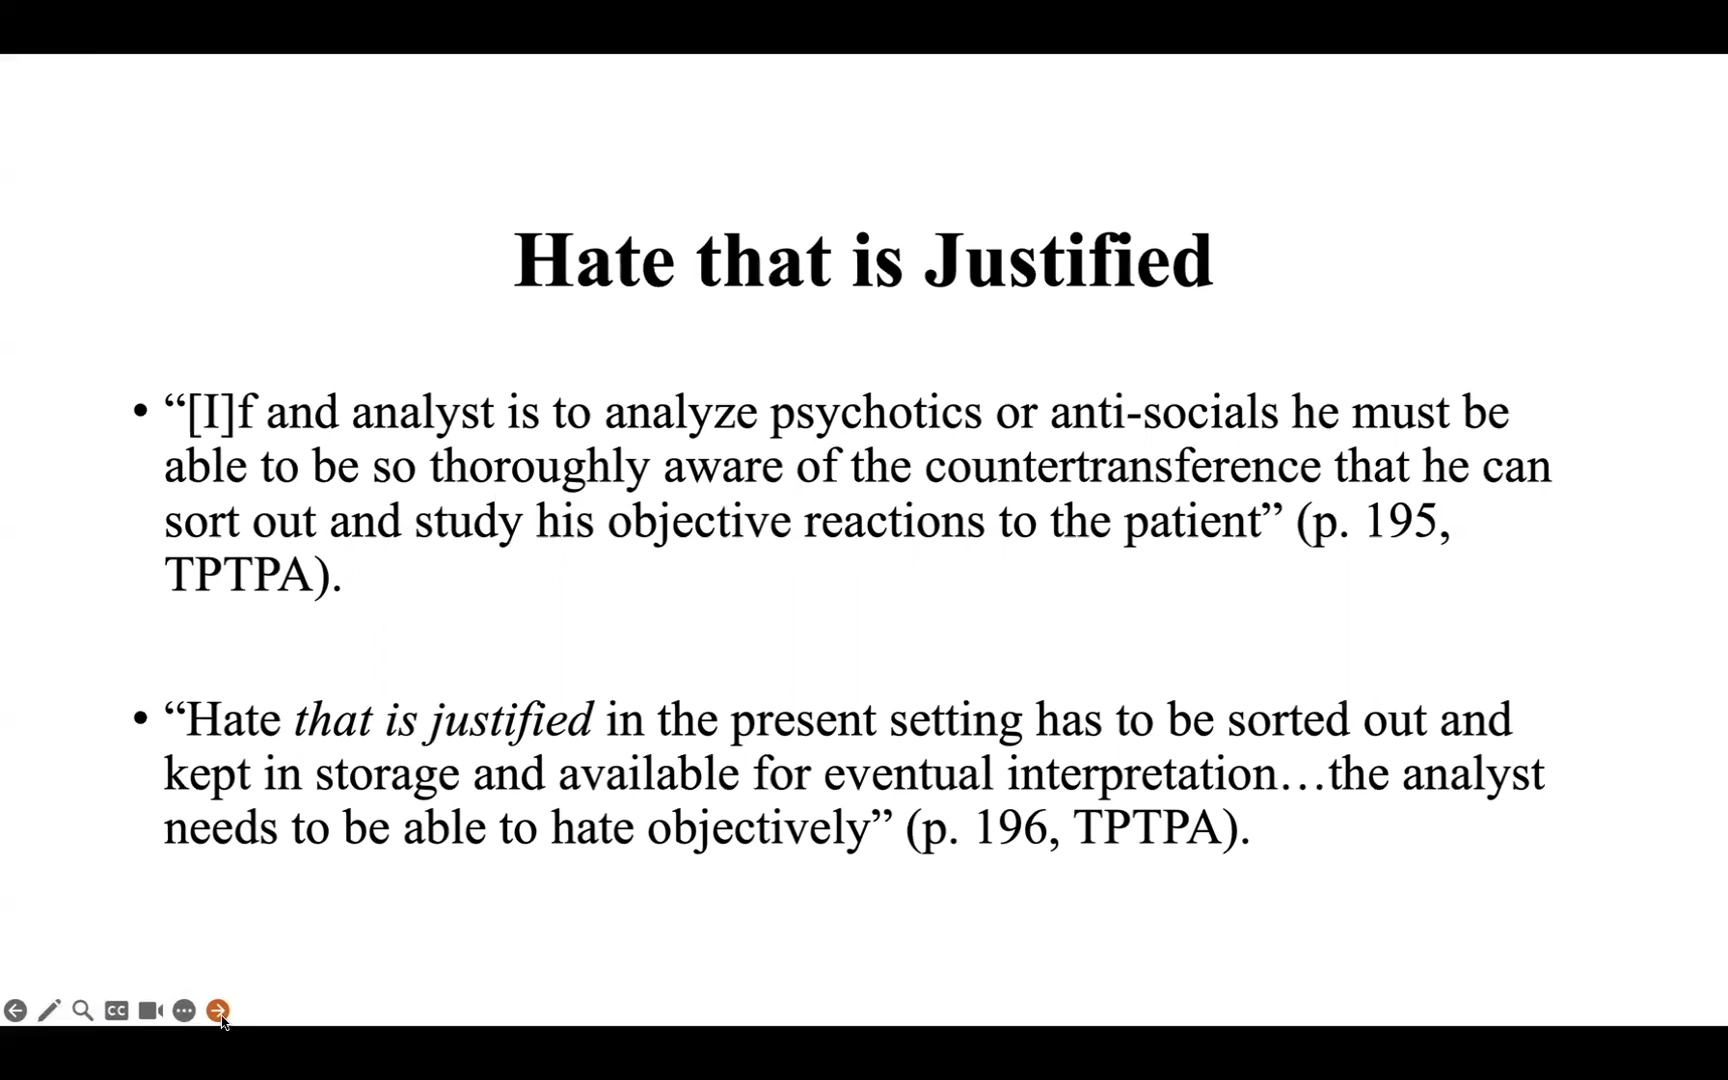 Hate that is Justified
• “[I]f and analyst is to analyze psychotics or anti-socials he must be
able to be so thoroughly aware of the countertransference that he can
sort out and study his objective reactions to the patient” (p. 195,
TPTPA).
• “Hate that is justified in the present setting has to be sorted out and
kept in storage and available for eventual interpretation…the analyst
needs to be able to hate objectively” (p. 196, TPTPA).
CC